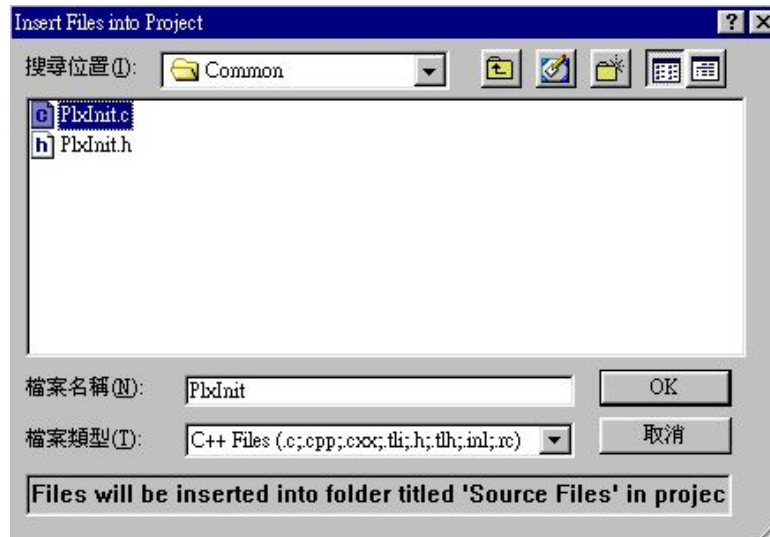 Insert Files into Project
搜尋位置(I): Common
PlxInit.c
PlxInit.h
檔案名稱(N): PlxInit OK
檔案類型(T): C++ Files (.c;.cpp;.cxx;.tli;.h;.tlh;.inl;.rc) 取消
Files will be inserted into folder titled 'Source Files' in projec